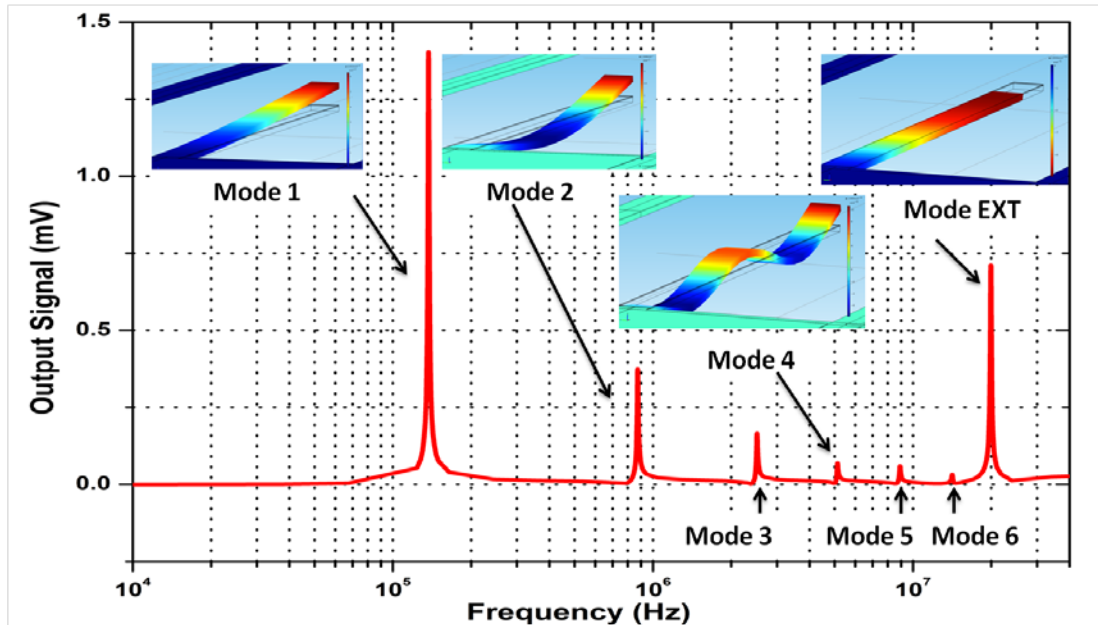 1.5
1.0
0.5
0.0
Output Signal (mV)
Mode 1
Mode 2
Mode EXT
Mode 4
Mode 3
Mode 5
Mode 6
10⁴
10⁵
10⁶
10⁷
Frequency (Hz)